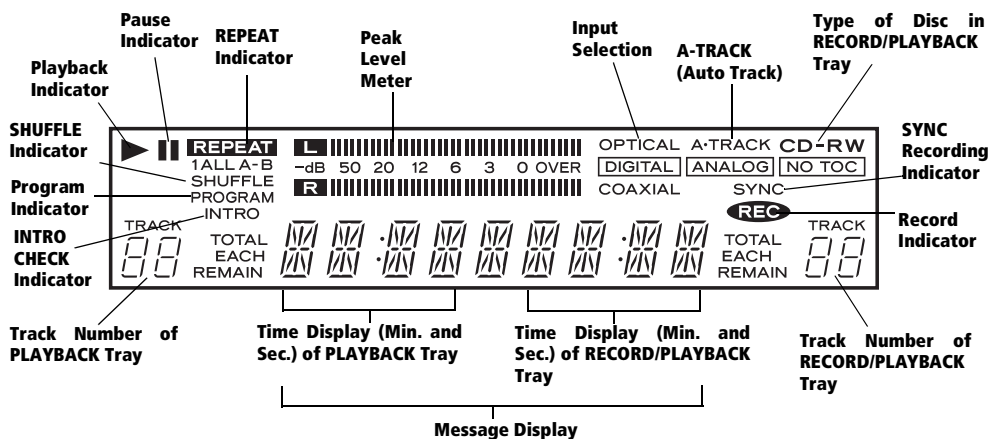 Pause
Indicator
REPEAT
Indicator
Peak
Level
Meter
Input
Selection
A-TRACK
(Auto Track)
Type of Disc in
RECORD/PLAYBACK
Tray
Playback
Indicator
SHUFFLE
Indicator
Program
Indicator
INTRO
CHECK
Indicator
SYNC
Recording
Indicator
Record
Indicator
REPEAT
1 ALL A-B
SHUFFLE
PROGRAM
INTRO
L
-dB 50 20 12 6 3 0 OVER
R
OPTICAL A·TRACK CD-RW
DIGITAL ANALOG NO TOC
COAXIAL SYNC
REC
TRACK
TOTAL
EACH
REMAIN
TOTAL
EACH
REMAIN
TRACK
Track Number of
PLAYBACK Tray
Time Display (Min. and
Sec.) of PLAYBACK Tray
Time Display (Min. and
Sec.) of RECORD/PLAYBACK
Tray
Track Number of
RECORD/PLAYBACK
Tray
Message Display